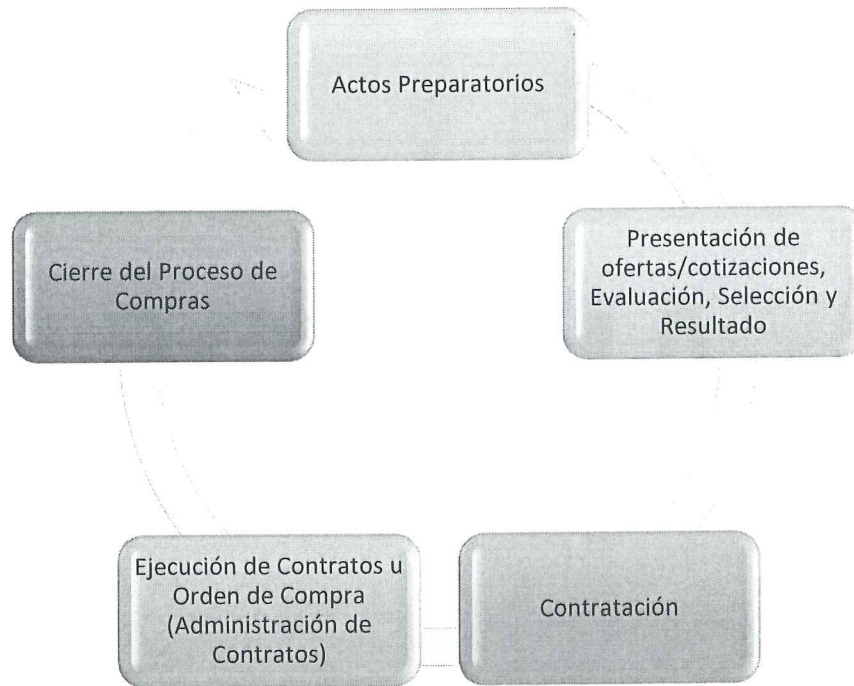 Actos Preparatorios
Presentación de
ofertas/cotizaciones,
Evaluación, Selección y
Resultado
Contratación
Ejecución de Contratos u
Orden de Compra
(Administración de
Contratos)
Cierre del Proceso de
Compras